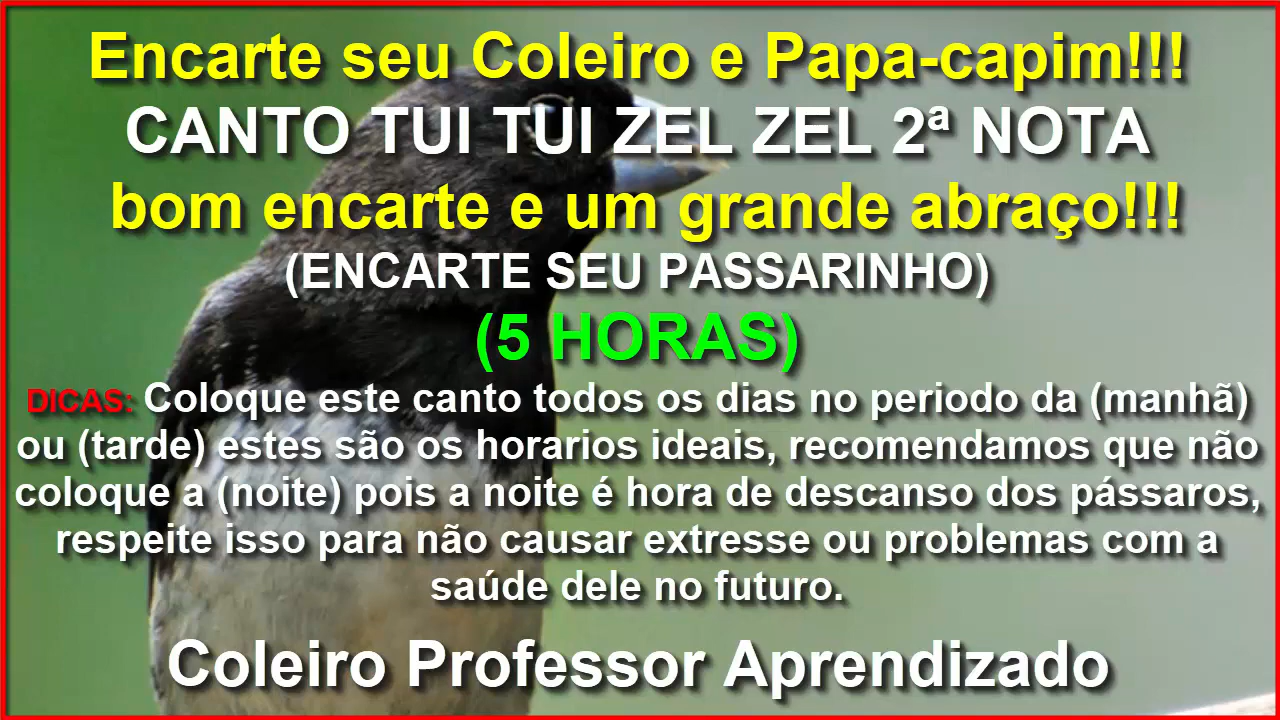 Encarte seu Coleiro e Papa-capim!!!
CANTO TUI TUI ZEL ZEL 2ª NOTA
bom encarte e um grande abraço!!!
(ENCARTE SEU PASSARINHO)
(5 HORAS)
DICAS: Coloque este canto todos os dias no periodo da (manhã)
ou (tarde) estes são os horarios ideais, recomendamos que não
coloque a (noite) pois a noite é hora de descanso dos pássaros,
respeite isso para não causar extresse ou problemas com a
saúde dele no futuro.
Coleiro Professor Aprendizado